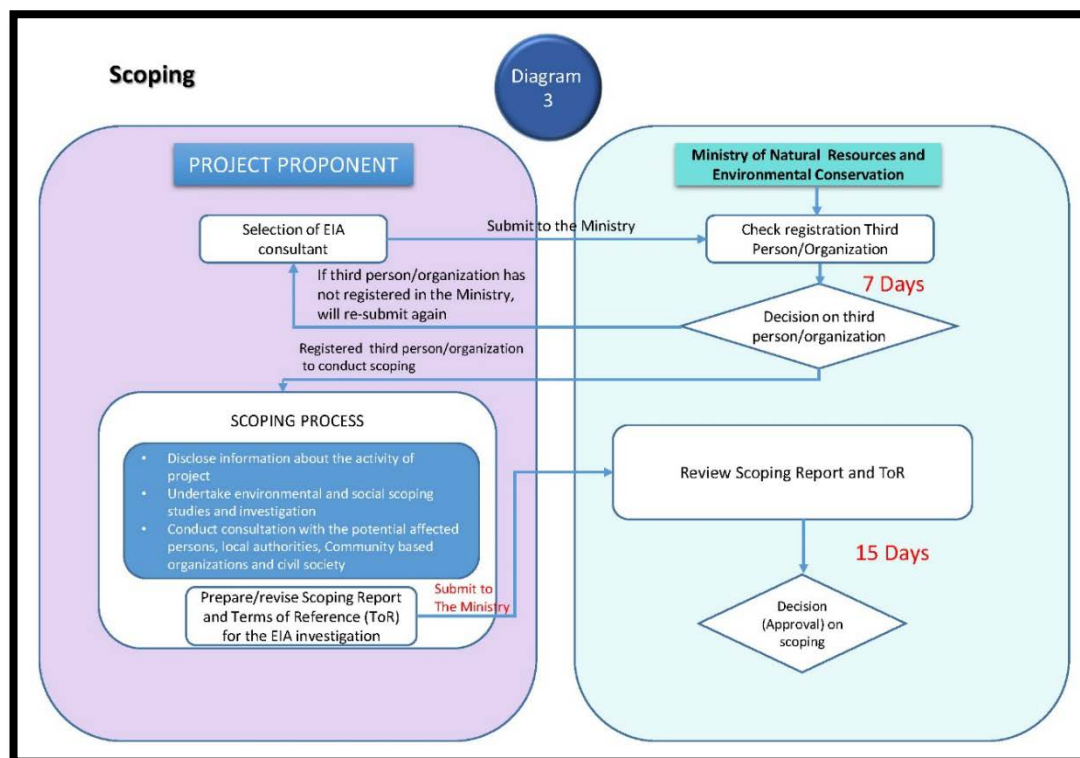 Scoping
Diagram
3
PROJECT PROPONENT
Ministry of Natural Resources and
Environmental Conservation
Selection of EIA
consultant
Submit to the Ministry
Check registration Third
Person/Organization
7 Days
If third person/organization has
not registered in the Ministry,
will re-submit again
Decision on third
person/organization
Registered third person/organization
to conduct scoping
SCOPING PROCESS
• Disclose information about the activity of
project
• Undertake environmental and social scoping
studies and investigation
• Conduct consultation with the potential affected
persons, local authorities, Community based
organizations and civil society
Prepare/revise Scoping Report
and Terms of Reference (ToR)
for the EIA investigation
Submit to
The Ministry
Review Scoping Report and ToR
15 Days
Decision
(Approval) on
scoping